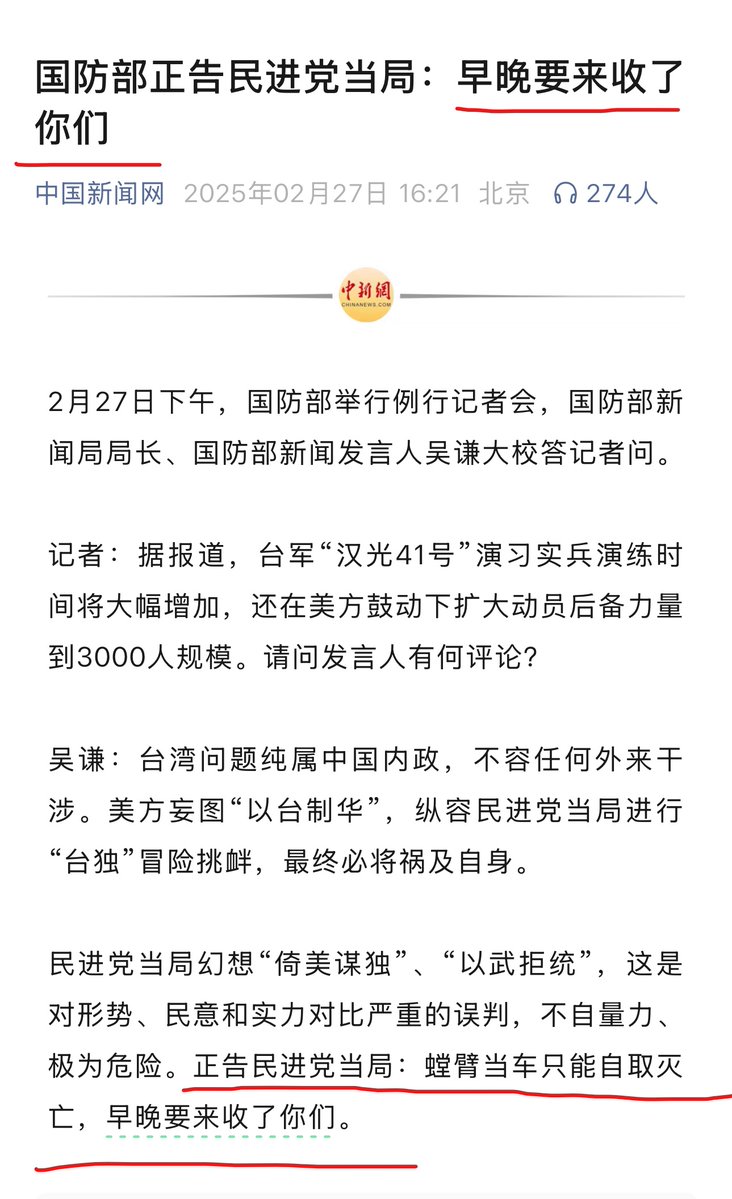 国防部正告民进党当局：早晚要来收了
你们
中国新闻网 2025年02月27日 16:21 北京 274人
中新網
CHINANEWS.COM
2月27日下午，国防部举行例行记者会，国防部新
闻局局长、国防部新闻发言人吴谦大校答记者问。
记者：据报道，台军“汉光41号”演习实兵演练时
间将大幅增加，还在美方鼓动下扩大动员后备力量
到3000人规模。请问发言人有何评论？
吴谦：台湾问题纯属中国内政，不容任何外来干
涉。美方妄图“以台制华”，纵容民进党当局进行
“台独”冒险挑衅，最终必将祸及自身。
民进党当局幻想“倚美谋独”、“以武拒统”，这是
对形势、民意和实力对比严重的误判，不自量力、
极为危险。正告民进党当局：螳臂当车只能自取灭
亡，早晚要来收了你们。